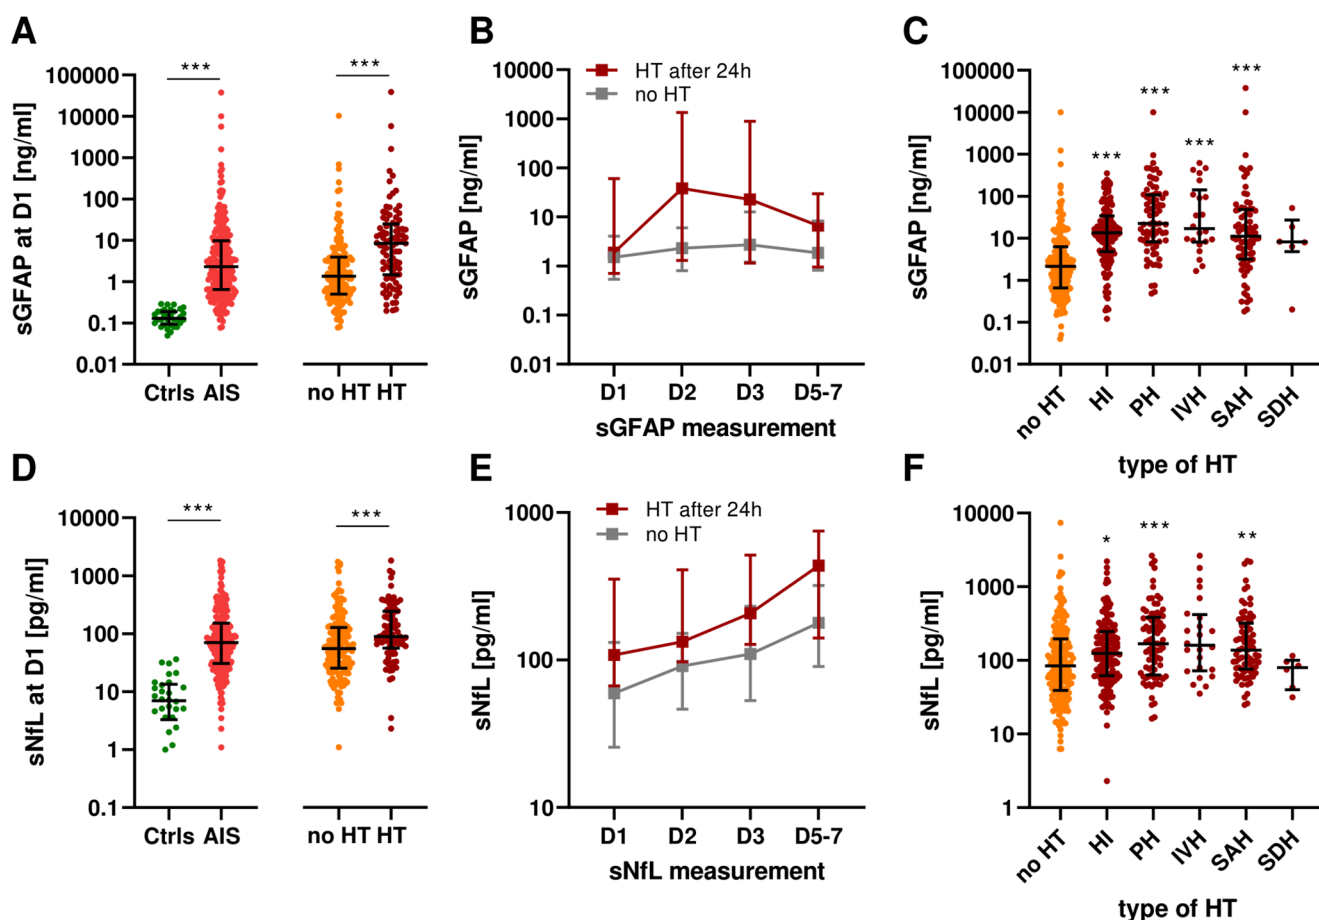 A
sGFAP at D1 [ng/ml]
100000
10000
1000
100
10
1
0.1
0.01
***
***
Ctrls AIS
no HT HT
B
sGFAP [ng/ml]
10000
1000
100
10
1
0.1
0.01
HT after 24h
no HT
D1 D2 D3 D5-7
sGFAP measurement
C
sGFAP [ng/ml]
100000
10000
1000
100
10
1
0.1
0.01
***
***
***
***
no HT HI PH IVH SAH SDH
type of HT
D
sNfL at D1 [pg/ml]
10000
1000
100
10
1
0.1
***
***
Ctrls AIS
no HT HT
E
sNfL [pg/ml]
1000
100
10
HT after 24h
no HT
D1 D2 D3 D5-7
sNfL measurement
F
sNfL [pg/ml]
10000
1000
100
10
1
*
***
**
no HT HI PH IVH SAH SDH
type of HT